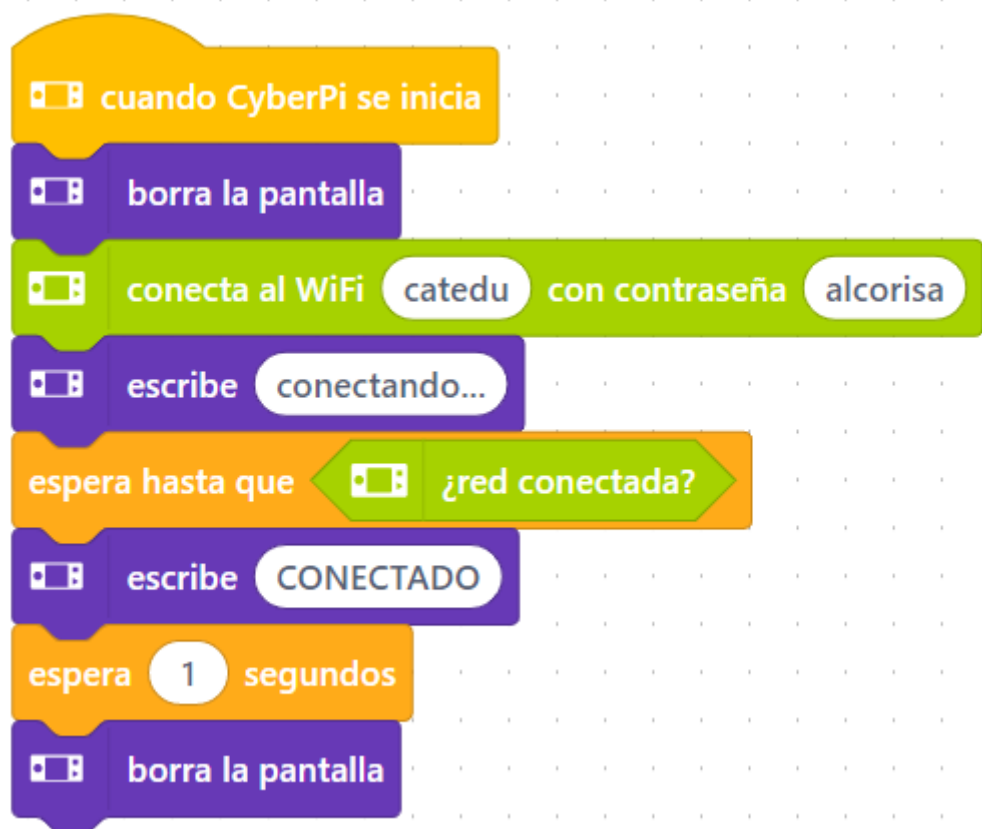 cuando CyberPi se inicia
borra la pantalla
conecta al WiFi catedu con contraseña alcorisa
escribe conectando...
espera hasta que ¿red conectada?
escribe CONECTADO
espera 1 segundos
borra la pantalla